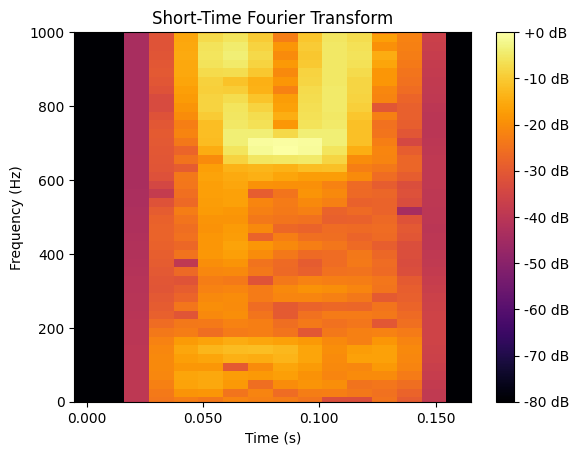 Short-Time Fourier Transform
Frequency (Hz)
1000
800
600
400
200
0
0.000
0.050
0.100
0.150
Time (s)
+0 dB
-10 dB
-20 dB
-30 dB
-40 dB
-50 dB
-60 dB
-70 dB
-80 dB